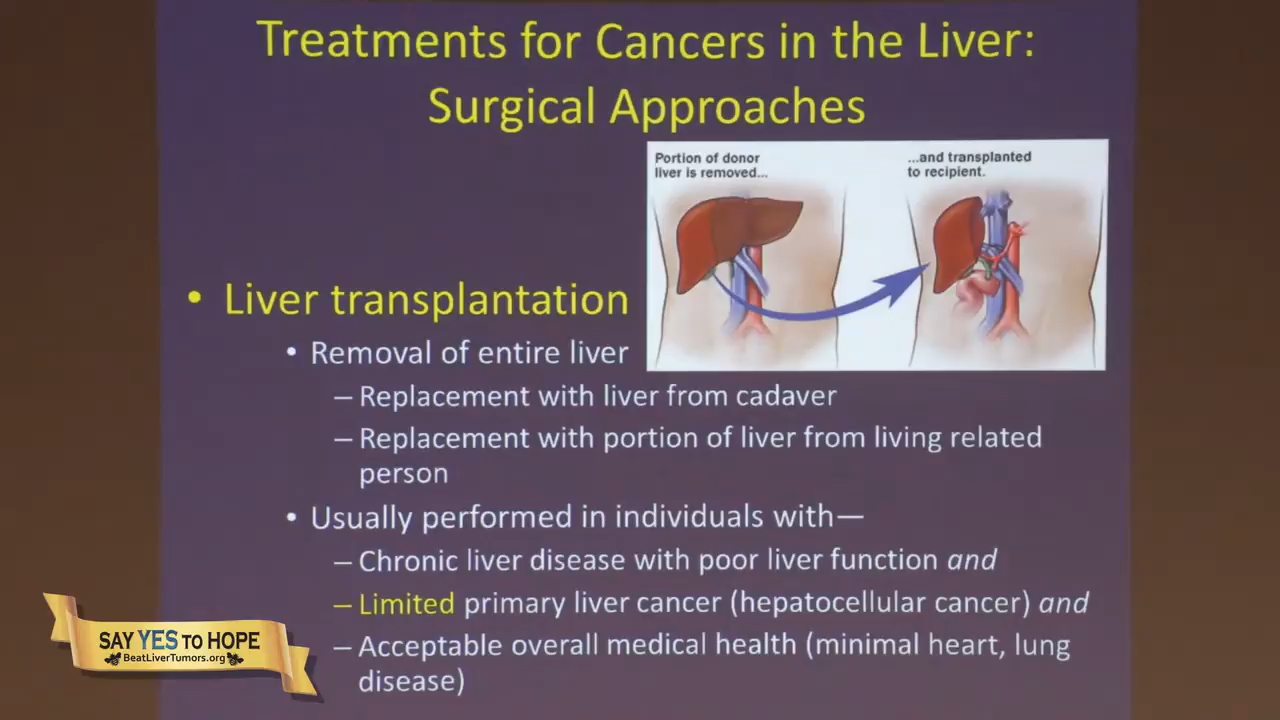 Treatments for Cancers in the Liver:
Surgical Approaches
Portion of donor
liver is removed...
...and transplanted
to recipient.
• Liver transplantation
• Removal of entire liver
– Replacement with liver from cadaver
– Replacement with portion of liver from living related
person
• Usually performed in individuals with—
– Chronic liver disease with poor liver function and
– Limited primary liver cancer (hepatocellular cancer) and
– Acceptable overall medical health (minimal heart, lung
disease)
SAY YES TO HOPE
BeatLiverTumors.org